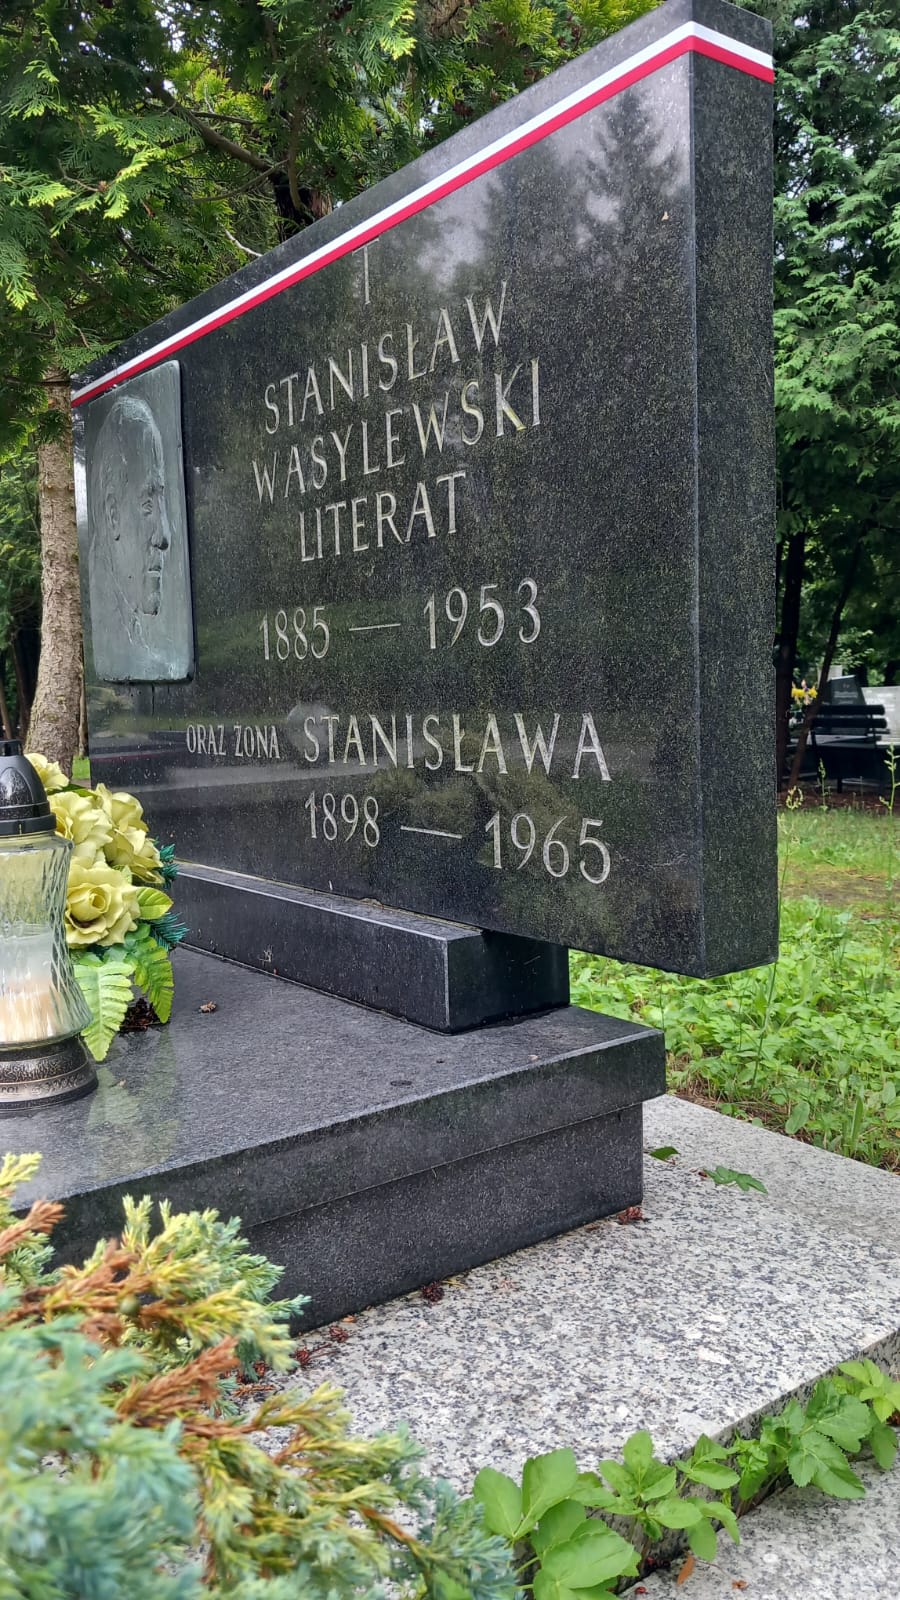 STANISŁAW
WASYLEWSKI
LITERAT
1885 — 1953
ORAZ ŻONA STANISŁAWA
1898 — 1965